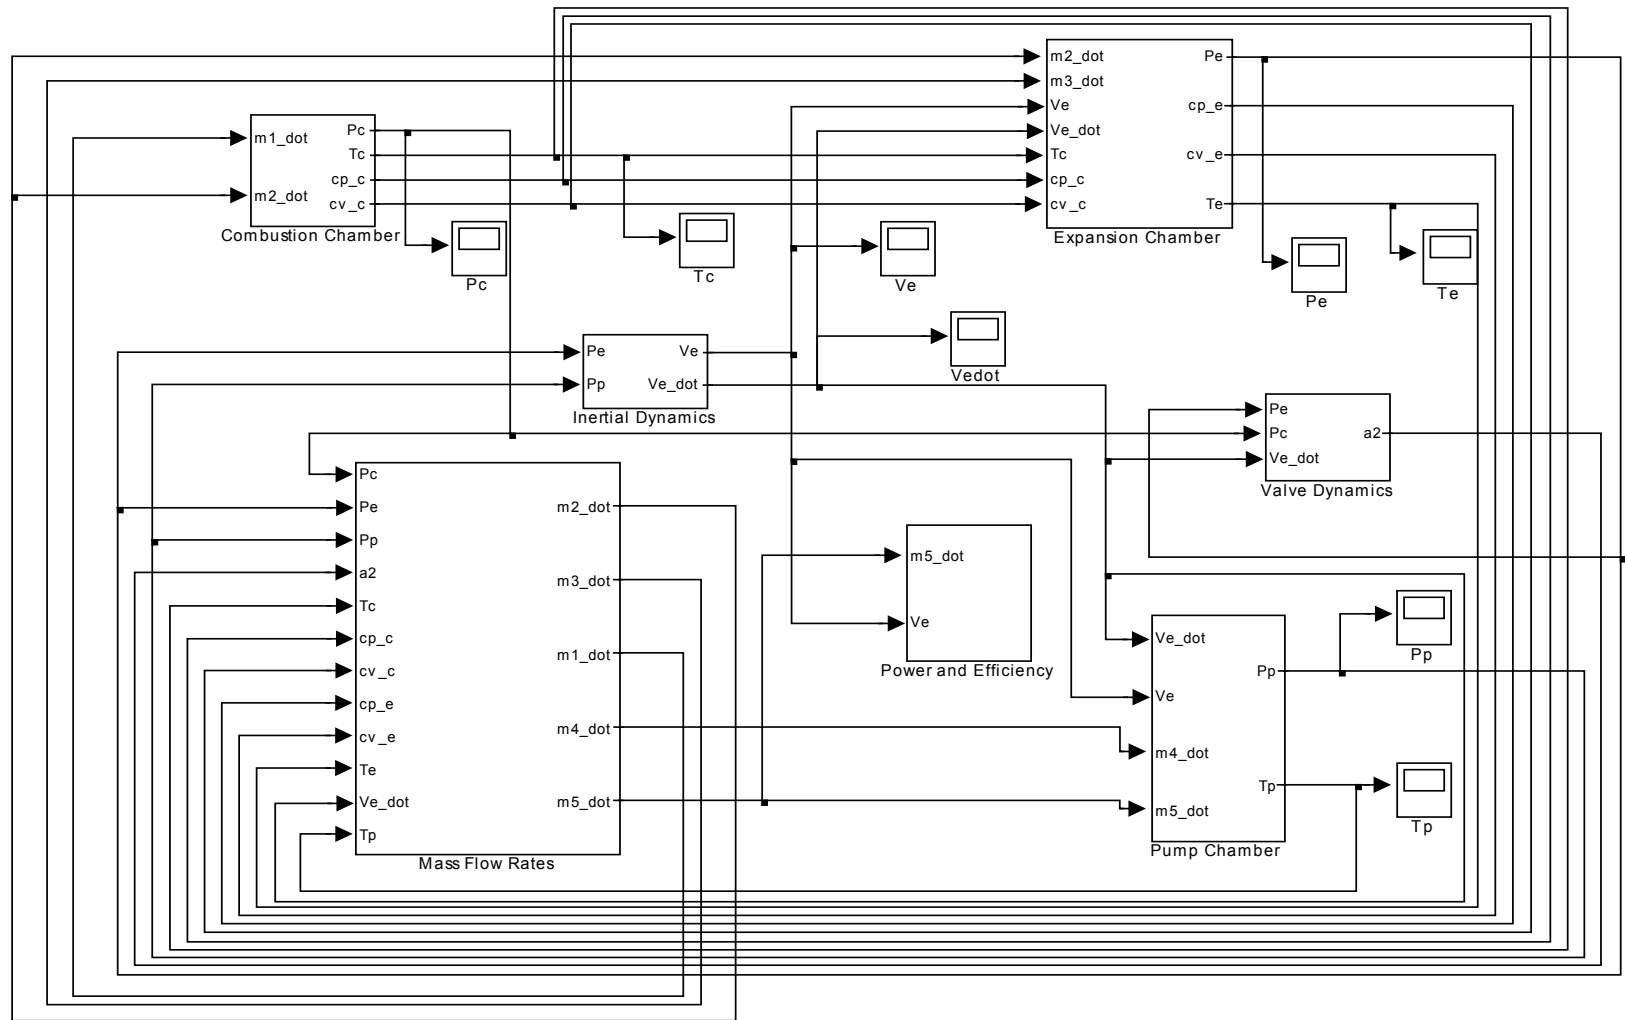 m1_dot
m2_dot
Pc
Tc
cp_c
cv_c
Combustion Chamber
m2_dot
m3_dot
Ve
Ve_dot
Tc
cp_c
cv_c
Pe
cp_e
cv_e
Te
Expansion Chamber
Pc
Tc
Ve
Pe
Te
Vedot
Pe
Pp
Ve
Ve_dot
Inertial Dynamics
Pe
Pc
Ve_dot
a2
Valve Dynamics
Pc
Pe
Pp
a2
Tc
cp_c
cv_c
cp_e
cv_e
Te
Ve_dot
Tp
m2_dot
m3_dot
m1_dot
m4_dot
m5_dot
Mass Flow Rates
m5_dot
Ve
Power and Efficiency
Ve_dot
Ve
m4_dot
m5_dot
Pp
Tp
Pump Chamber
Pp
Tp